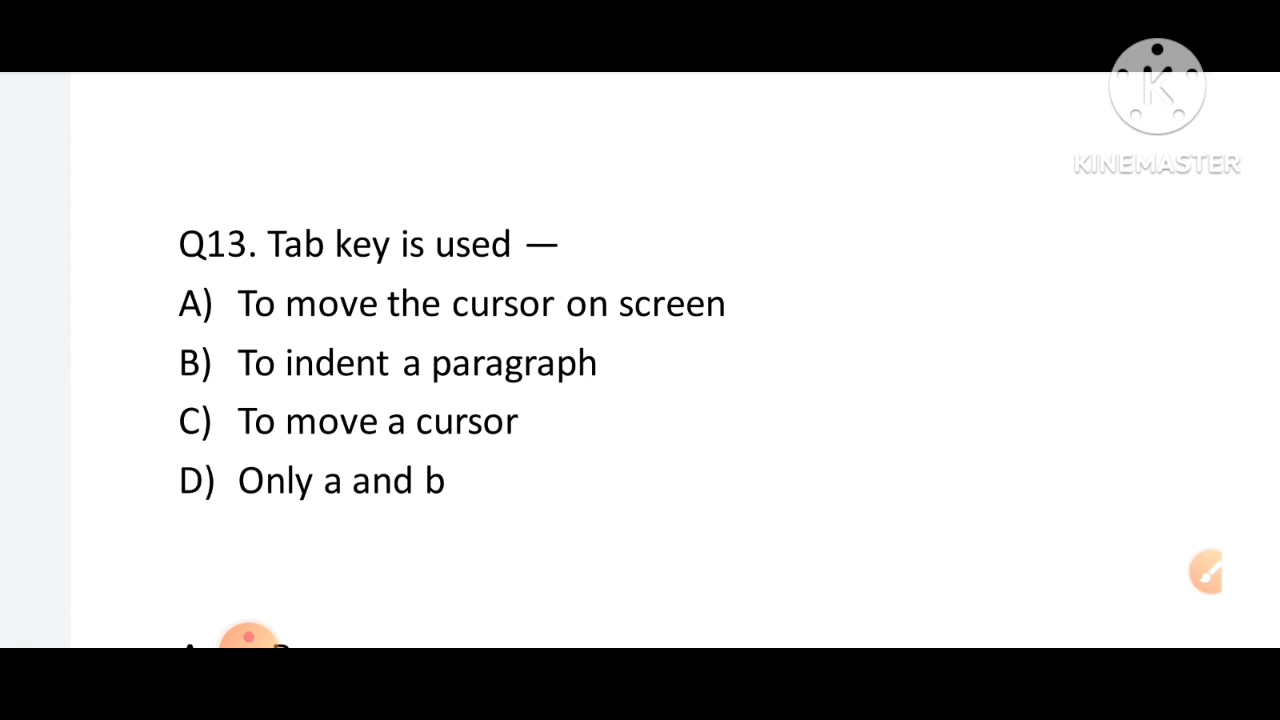 K
KINEMASTER
Q13. Tab key is used —
A) To move the cursor on screen
B) To indent a paragraph
C) To move a cursor
D) Only a and b